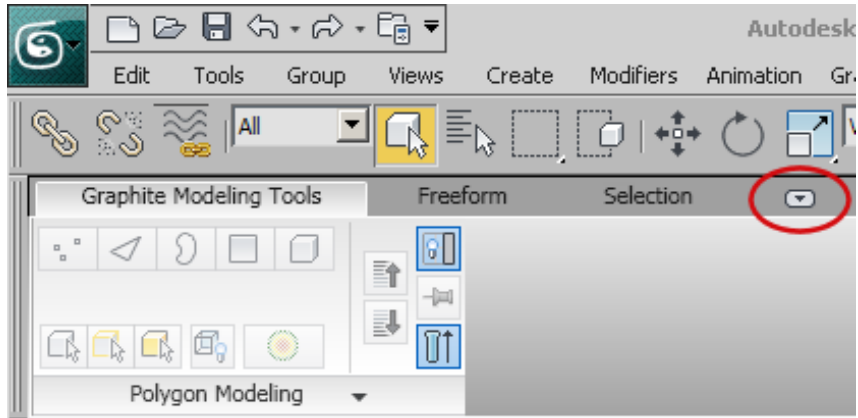 Autodesk
Edit Tools Group Views Create Modifiers Animation
All
Graphite Modeling Tools Freeform Selection
Polygon Modeling